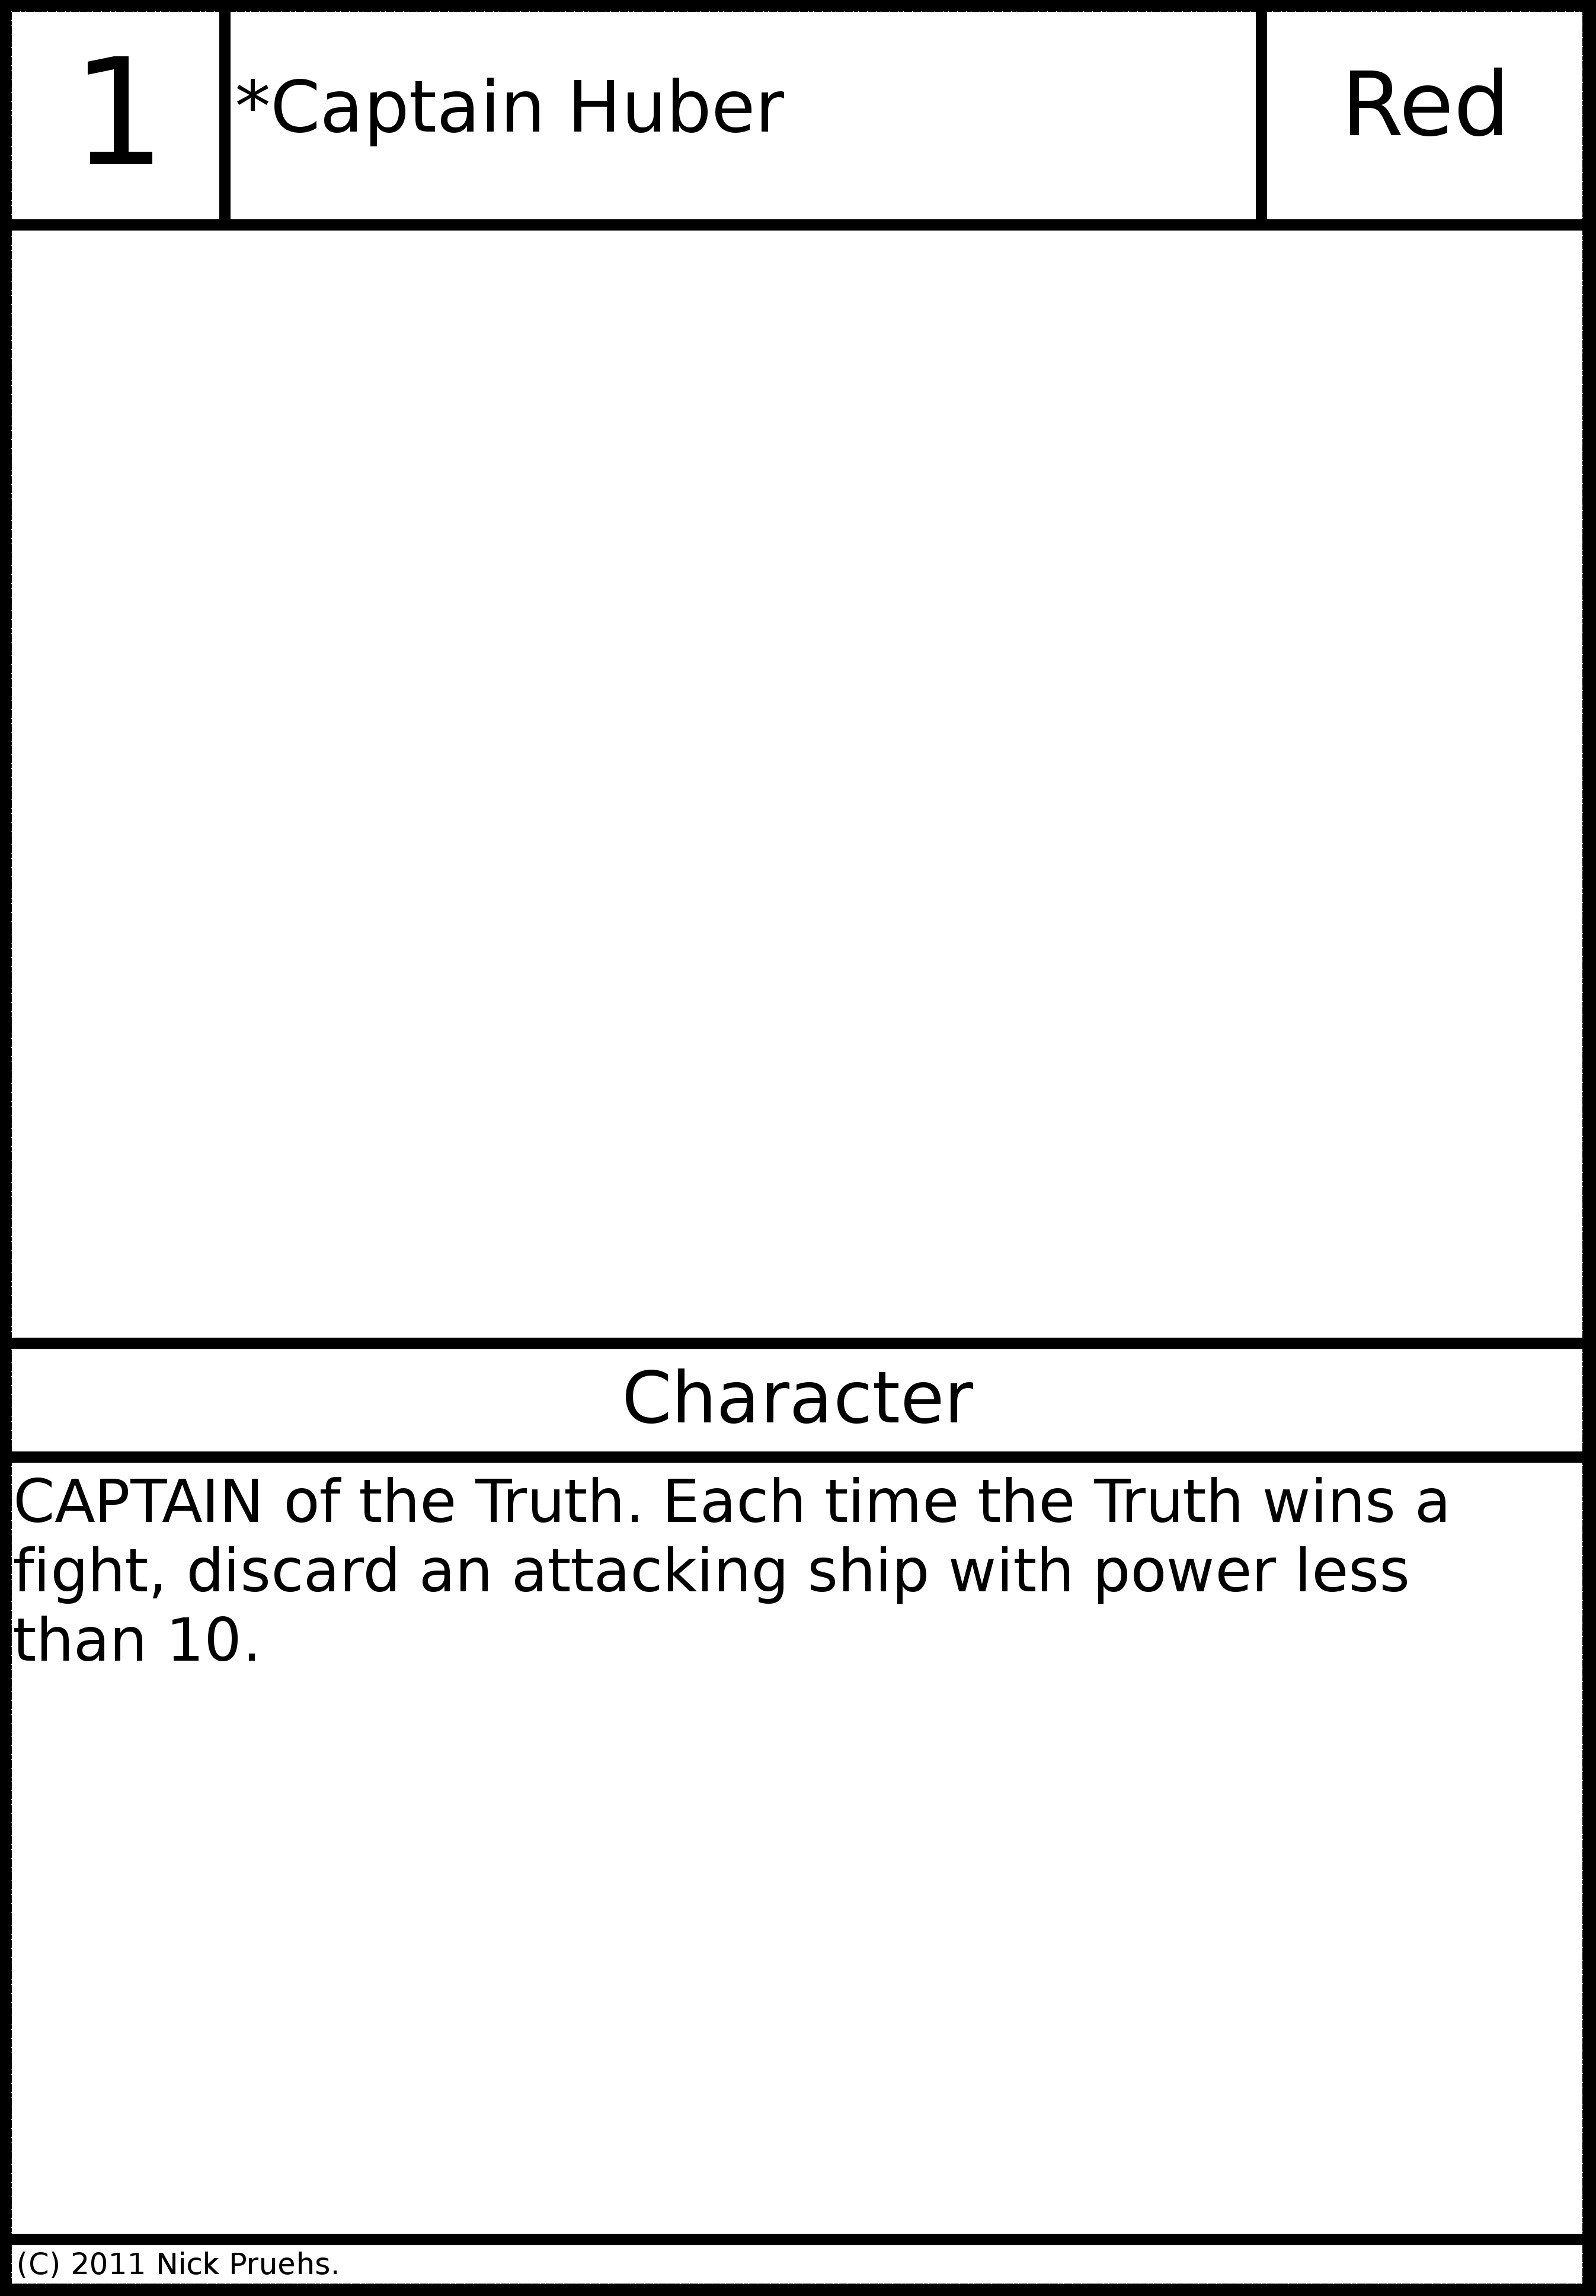 1
*Captain Huber
Red
Character
CAPTAIN of the Truth. Each time the Truth wins a
fight, discard an attacking ship with power less
than 10.
(C) 2011 Nick Pruehs.